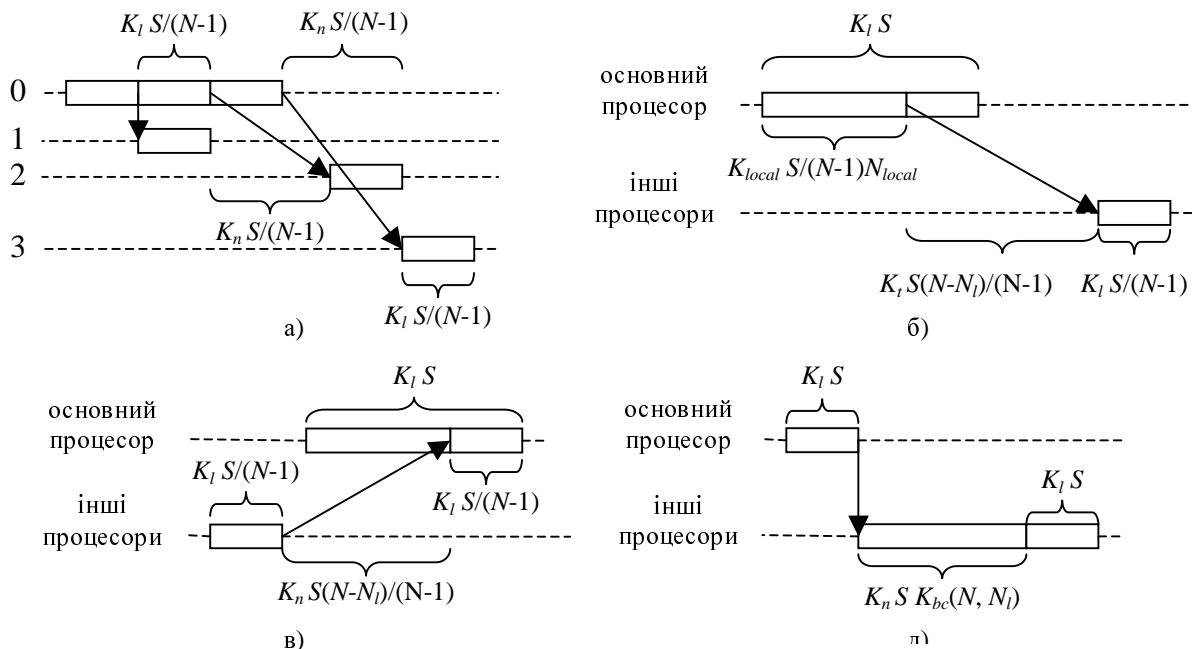 K_l S/(N-1)
K_n S/(N-1)
0
1
2
3
K_n S/(N-1)
K_l S/(N-1)
а)
K_l S
основний
процесор
K_local S/(N-1)N_local
інші
процесори
K_t S(N-N_l)/(N-1)
K_l S/(N-1)
б)
K_l S
основний
процесор
K_l S/(N-1)
K_l S/(N-1)
інші
процесори
K_n S(N-N_l)/(N-1)
в)
K_l S
основний
процесор
K_l S
інші
процесори
K_n S K_bc(N, N_l)
д)